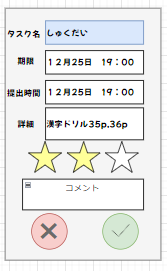 タスク名 しゅくだい
期限 12月25日 19:00
提出時間 12月25日 19:00
詳細 漢字ドリル35p.36p
コメント